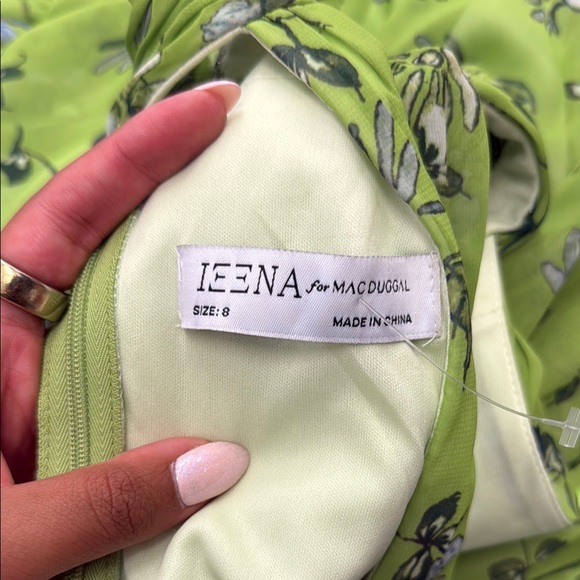 IEENA for MAC DUGGAL
SIZE: 8
MADE IN CHINA